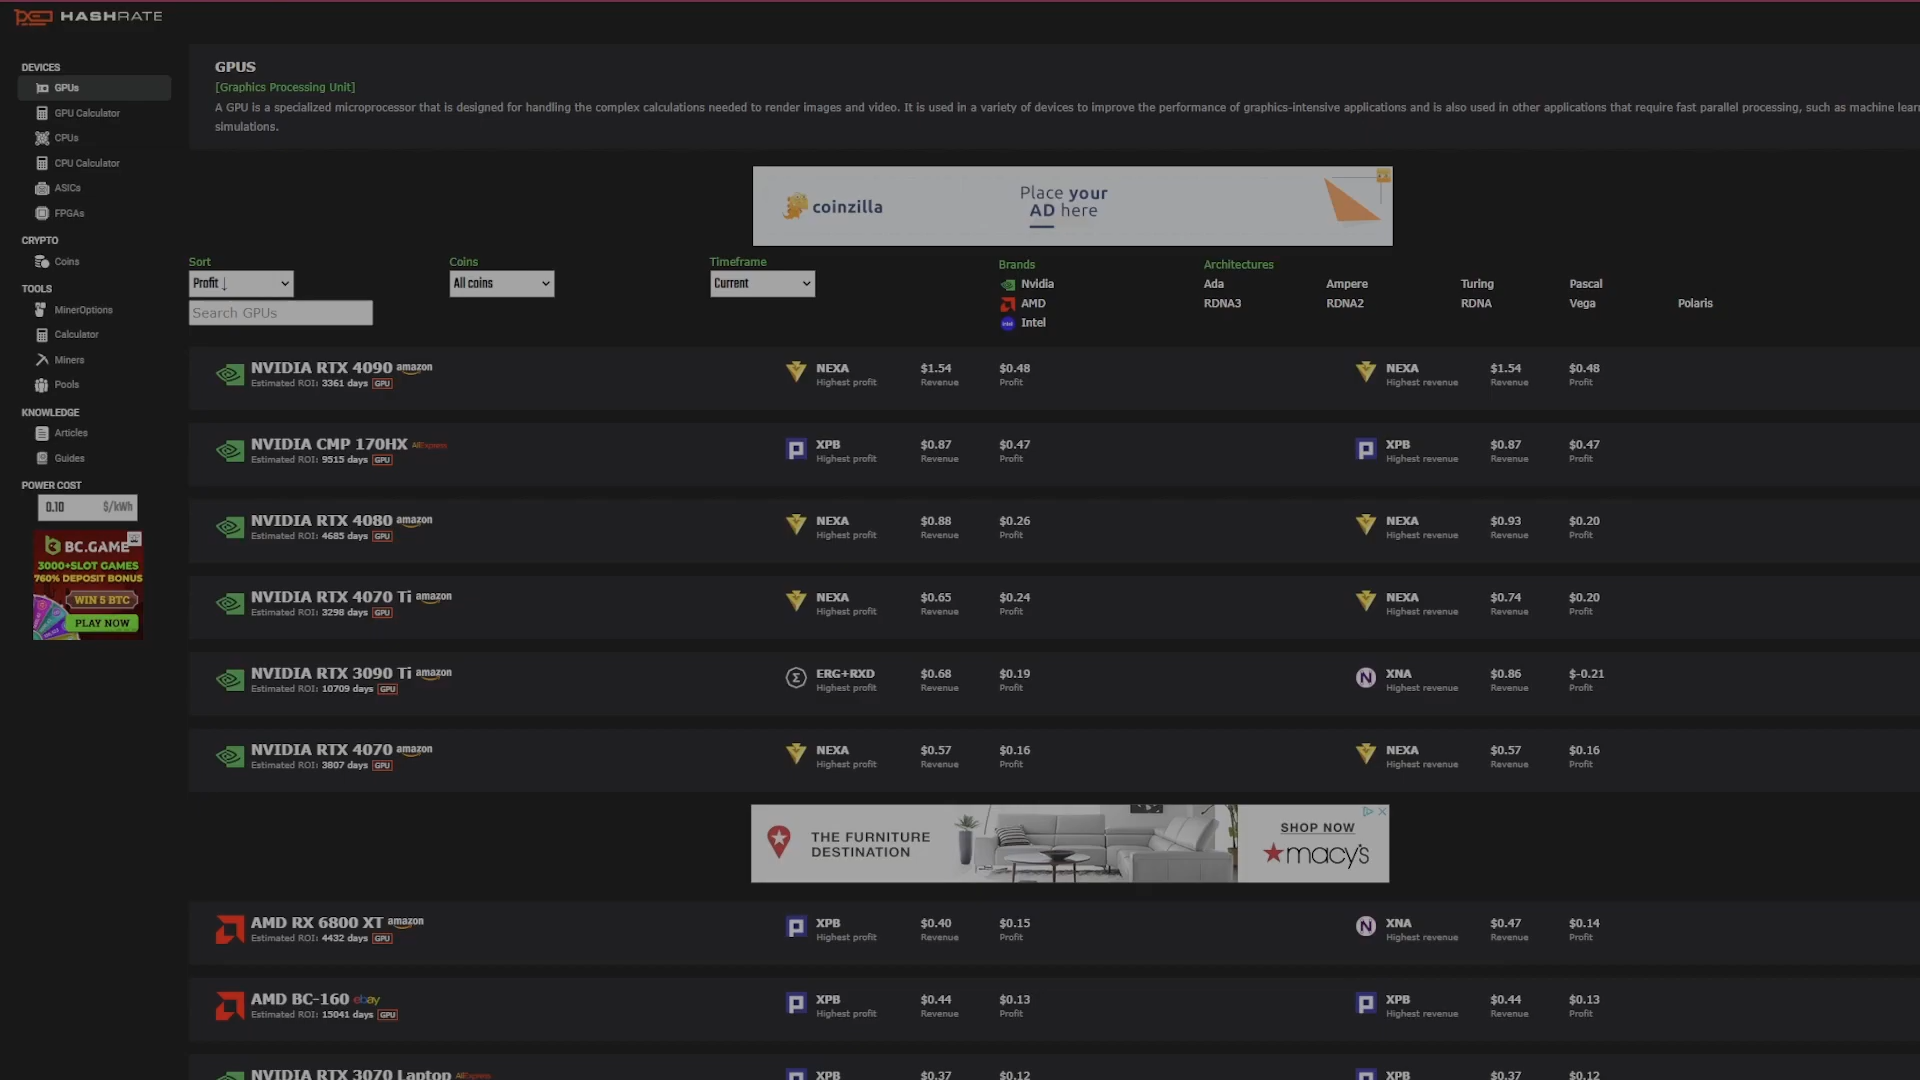 HASHRATE
DEVICES
GPUs
GPU Calculator
CPUs
CPU Calculator
ASICs
FPGAs
CRYPTO
Coins
TOOLS
MinerOptions
Calculator
Miners
Pools
KNOWLEDGE
Articles
Guides
POWER COST
0.10 $/kWh
BC.GAME
3000+SLOT GAMES
760% DEPOSIT BONUS
WIN 5 BTC
PLAY NOW
GPUS
[Graphics Processing Unit]
A GPU is a specialized microprocessor that is designed for handling the complex calculations needed to render images and video. It is used in a variety of devices to improve the performance of graphics-intensive applications and is also used in other applications that require fast parallel processing, such as machine lear
simulations.
coinzilla
Place your
AD here
Sort
Profit ↓
Search GPUs
Coins
All coins
Timeframe
Current
Brands
Nvidia
AMD
Intel
Architectures
Ada Ampere Turing Pascal
RDNA3 RDNA2 RDNA Vega Polaris
NVIDIA RTX 4090 amazon NEXA $1.54 $0.48 NEXA $1.54 $0.48
Estimated ROI: 3361 days GPU Highest profit Revenue Profit Highest revenue Revenue Profit
NVIDIA CMP 170HX AliExpress XPB $0.87 $0.47 XPB $0.87 $0.47
Estimated ROI: 9515 days GPU Highest profit Revenue Profit Highest revenue Revenue Profit
NVIDIA RTX 4080 amazon NEXA $0.88 $0.26 NEXA $0.93 $0.20
Estimated ROI: 4685 days GPU Highest profit Revenue Profit Highest revenue Revenue Profit
NVIDIA RTX 4070 Ti amazon NEXA $0.65 $0.24 NEXA $0.74 $0.20
Estimated ROI: 3298 days GPU Highest profit Revenue Profit Highest revenue Revenue Profit
NVIDIA RTX 3090 Ti amazon ERG+RXD $0.68 $0.19 XNA $0.86 $-0.21
Estimated ROI: 10709 days GPU Highest profit Revenue Profit Highest revenue Revenue Profit
NVIDIA RTX 4070 amazon NEXA $0.57 $0.16 NEXA $0.57 $0.16
Estimated ROI: 3807 days GPU Highest profit Revenue Profit Highest revenue Revenue Profit
THE FURNITURE
DESTINATION
SHOP NOW
macy's
AMD RX 6800 XT amazon XPB $0.40 $0.15 XNA $0.47 $0.14
Estimated ROI: 4432 days GPU Highest profit Revenue Profit Highest revenue Revenue Profit
AMD BC-160 ebay XPB $0.44 $0.13 XPB $0.44 $0.13
Estimated ROI: 15041 days GPU Highest profit Revenue Profit Highest revenue Revenue Profit
NVIDIA RTX 3070 Laptop AliExpress XPB $0.37 $0.12 XPB $0.37 $0.12